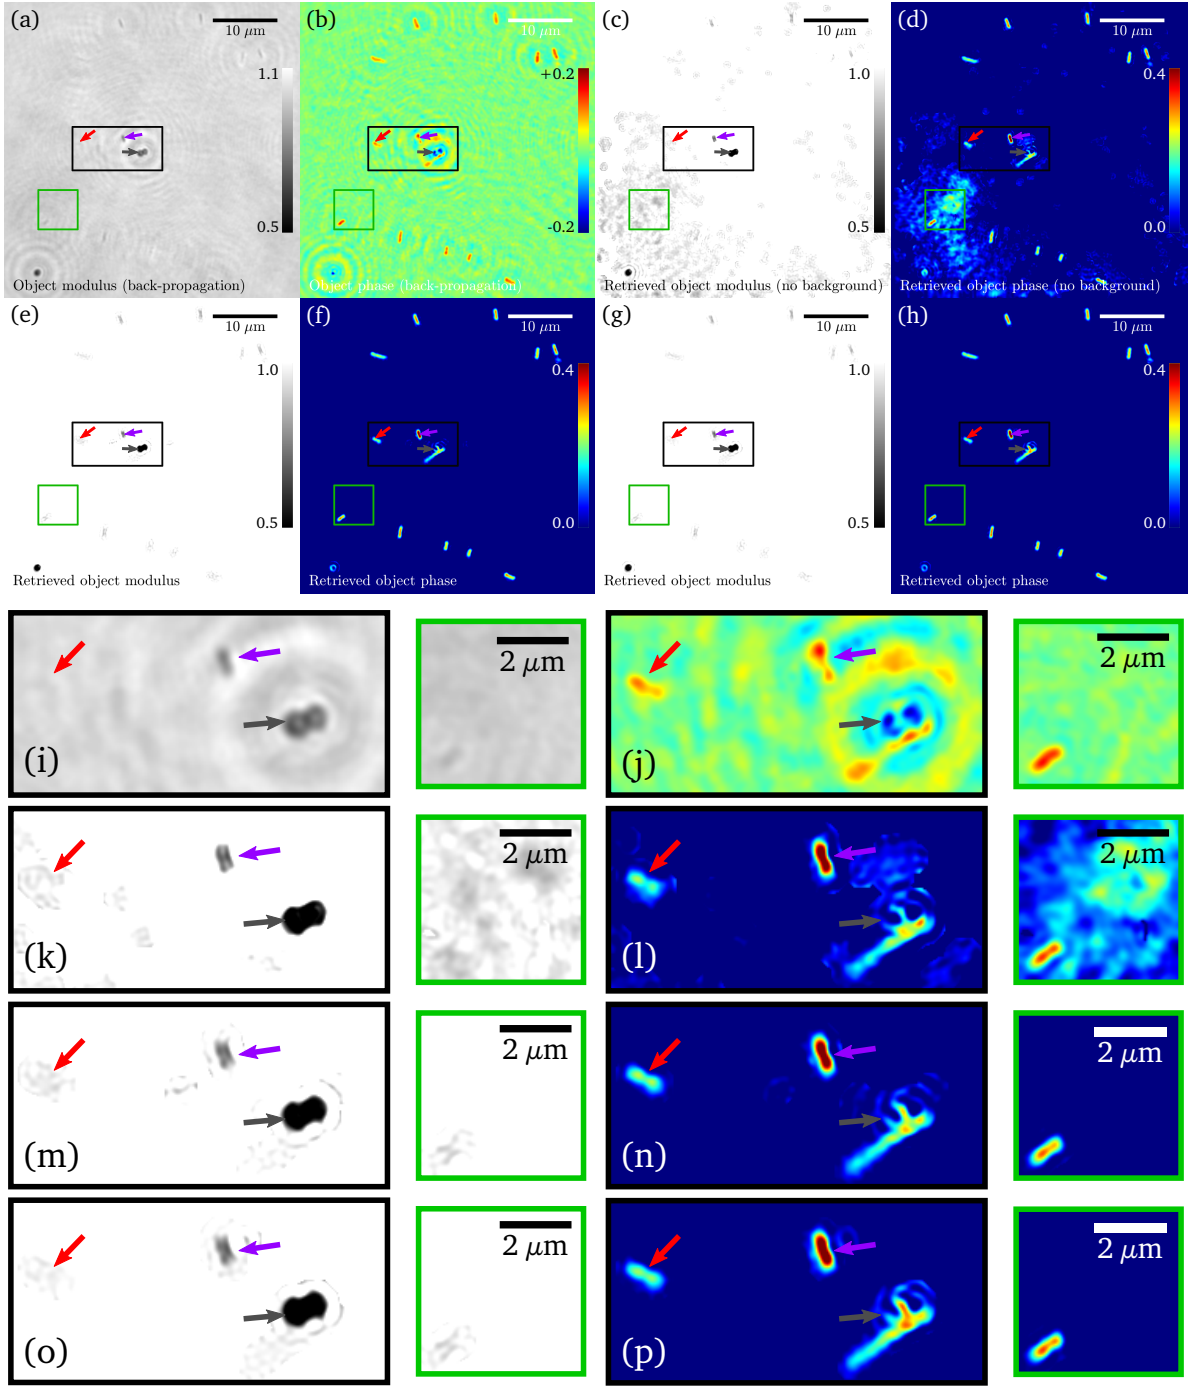 (a)
10 μm
1.1
0.5
Object modulus (back-propagation)
(b)
10 μm
+0.2
-0.2
Object phase (back-propagation)
(c)
10 μm
1.0
0.5
Retrieved object modulus (no background)
(d)
10 μm
0.4
0.0
Retrieved object phase (no background)
(e)
10 μm
1.0
0.5
Retrieved object modulus
(f)
10 μm
0.4
0.0
Retrieved object phase
(g)
10 μm
1.0
0.5
Retrieved object modulus
(h)
10 μm
0.4
0.0
Retrieved object phase
(i)
2 μm
(j)
2 μm
(k)
2 μm
(l)
2 μm
(m)
2 μm
(n)
2 μm
(o)
2 μm
(p)
2 μm